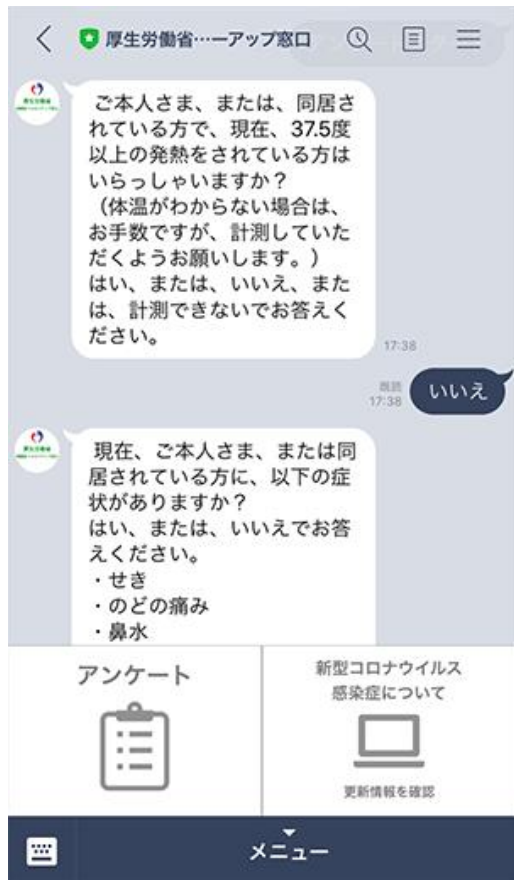 厚生労働省…ーアップ窓口
ご本人さま、または、同居さ
れている方で、現在、37.5度
以上の発熱をされている方は
いらっしゃいますか？
（体温がわからない場合は、
お手数ですが、計測していた
だくようお願いします。）
はい、または、いいえ、また
は、計測できないでお答えく
ださい。
17:38
既読
17:38
いいえ
現在、ご本人さま、または同
居されている方に、以下の症
状がありますか？
はい、または、いいえでお答
えください。
・せき
・のどの痛み
・鼻水
アンケート
新型コロナウイルス
感染症について
更新情報を確認
メニュー